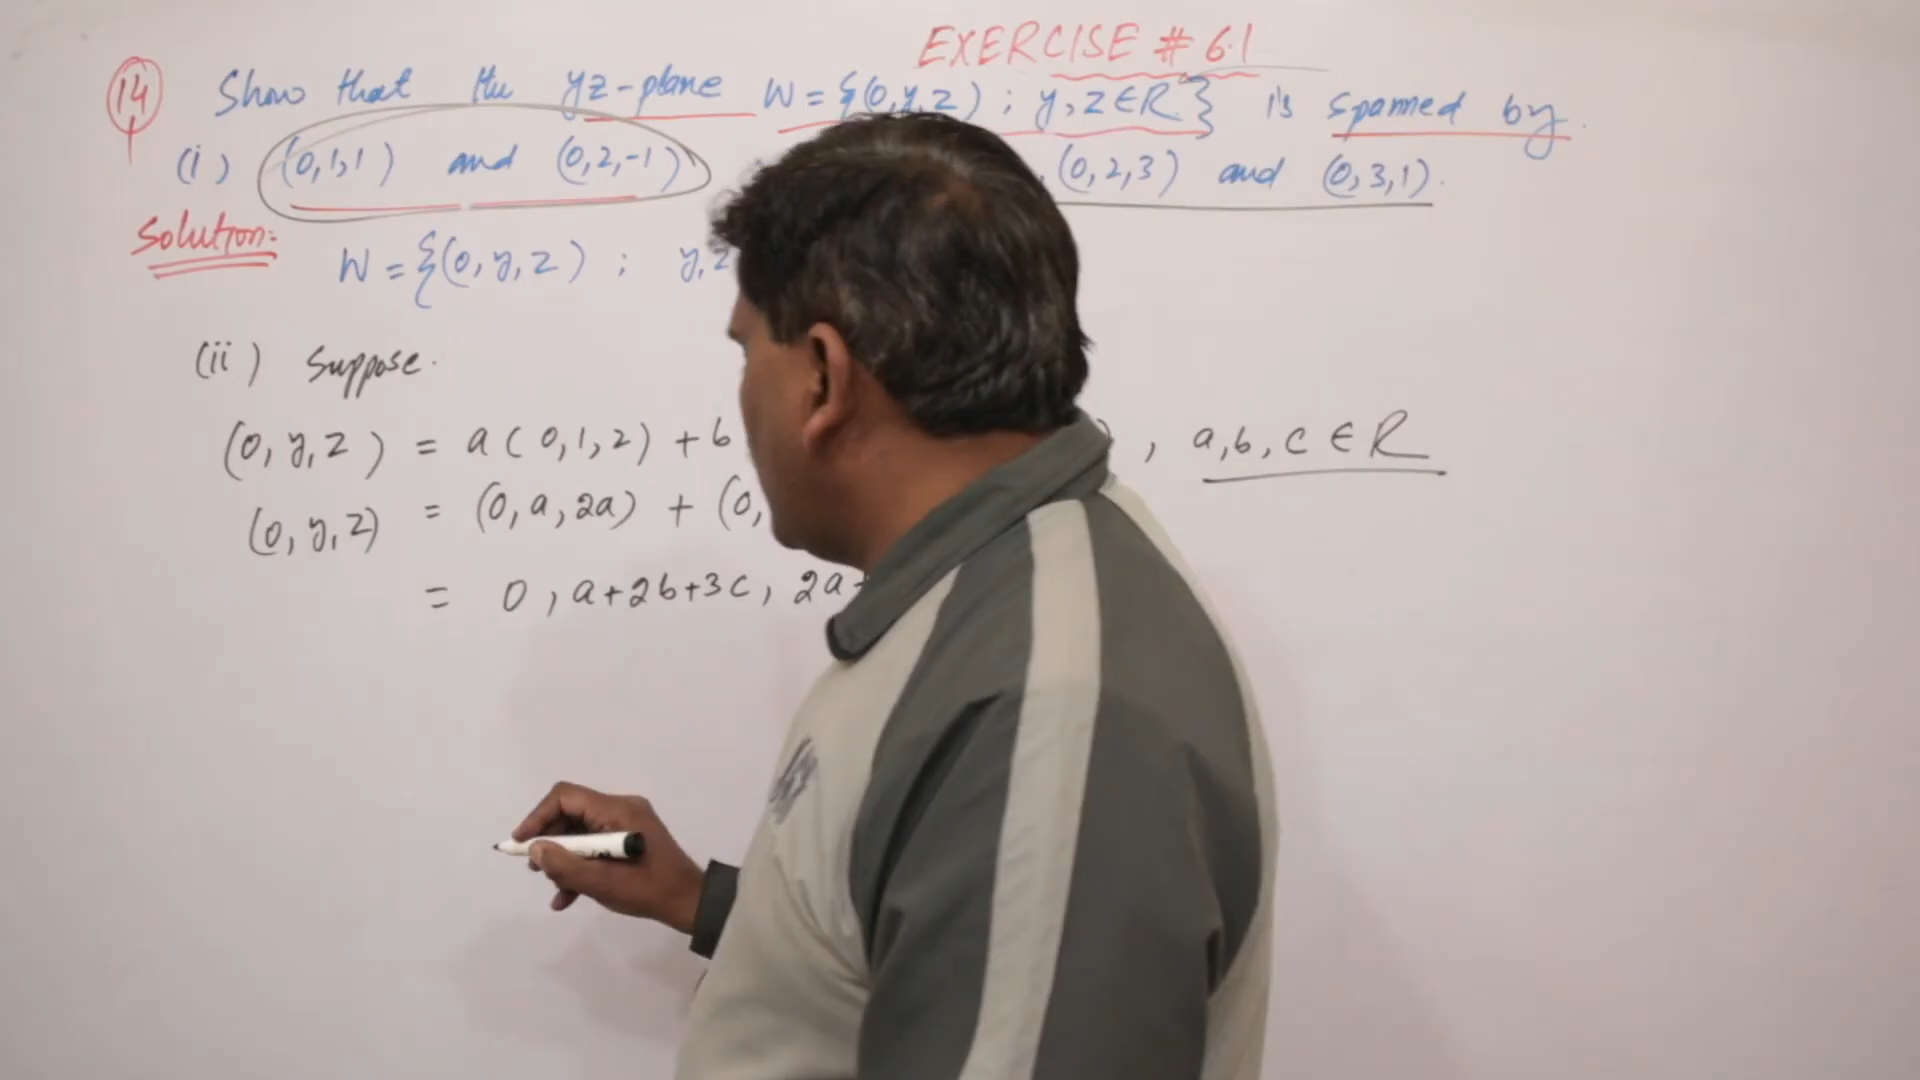 EXERCISE # 6.1
14 Show that the yz-plane W = {(0,y,z) ; y, z ∈ R} is spanned by
(i) (0,1,1) and (0,2,-1) , (0,2,3) and (0,3,1).
Solution:
W = {(0, y, z) ; y, z
(ii) Suppose.
(0, y, z) = a(0,1,2) + b ) , a, b, c ∈ R
(0, y, z) = (0, a, 2a) + (0,
= 0, a+2b+3c, 2a+